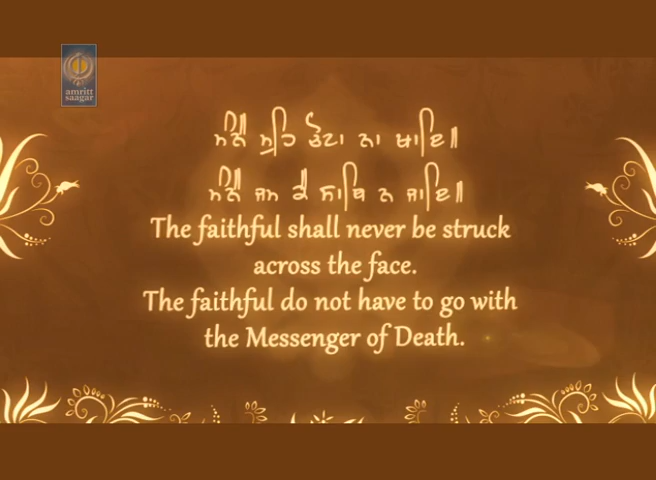 amritt
saagar
ਮੰਨੈ ਮੁਹਿ ਚੋਟਾ ਨਾ ਖਾਇ॥
ਮੰਨੈ ਜਮ ਕੈ ਸਾਥਿ ਨ ਜਾਇ॥
The faithful shall never be struck
across the face.
The faithful do not have to go with
the Messenger of Death.